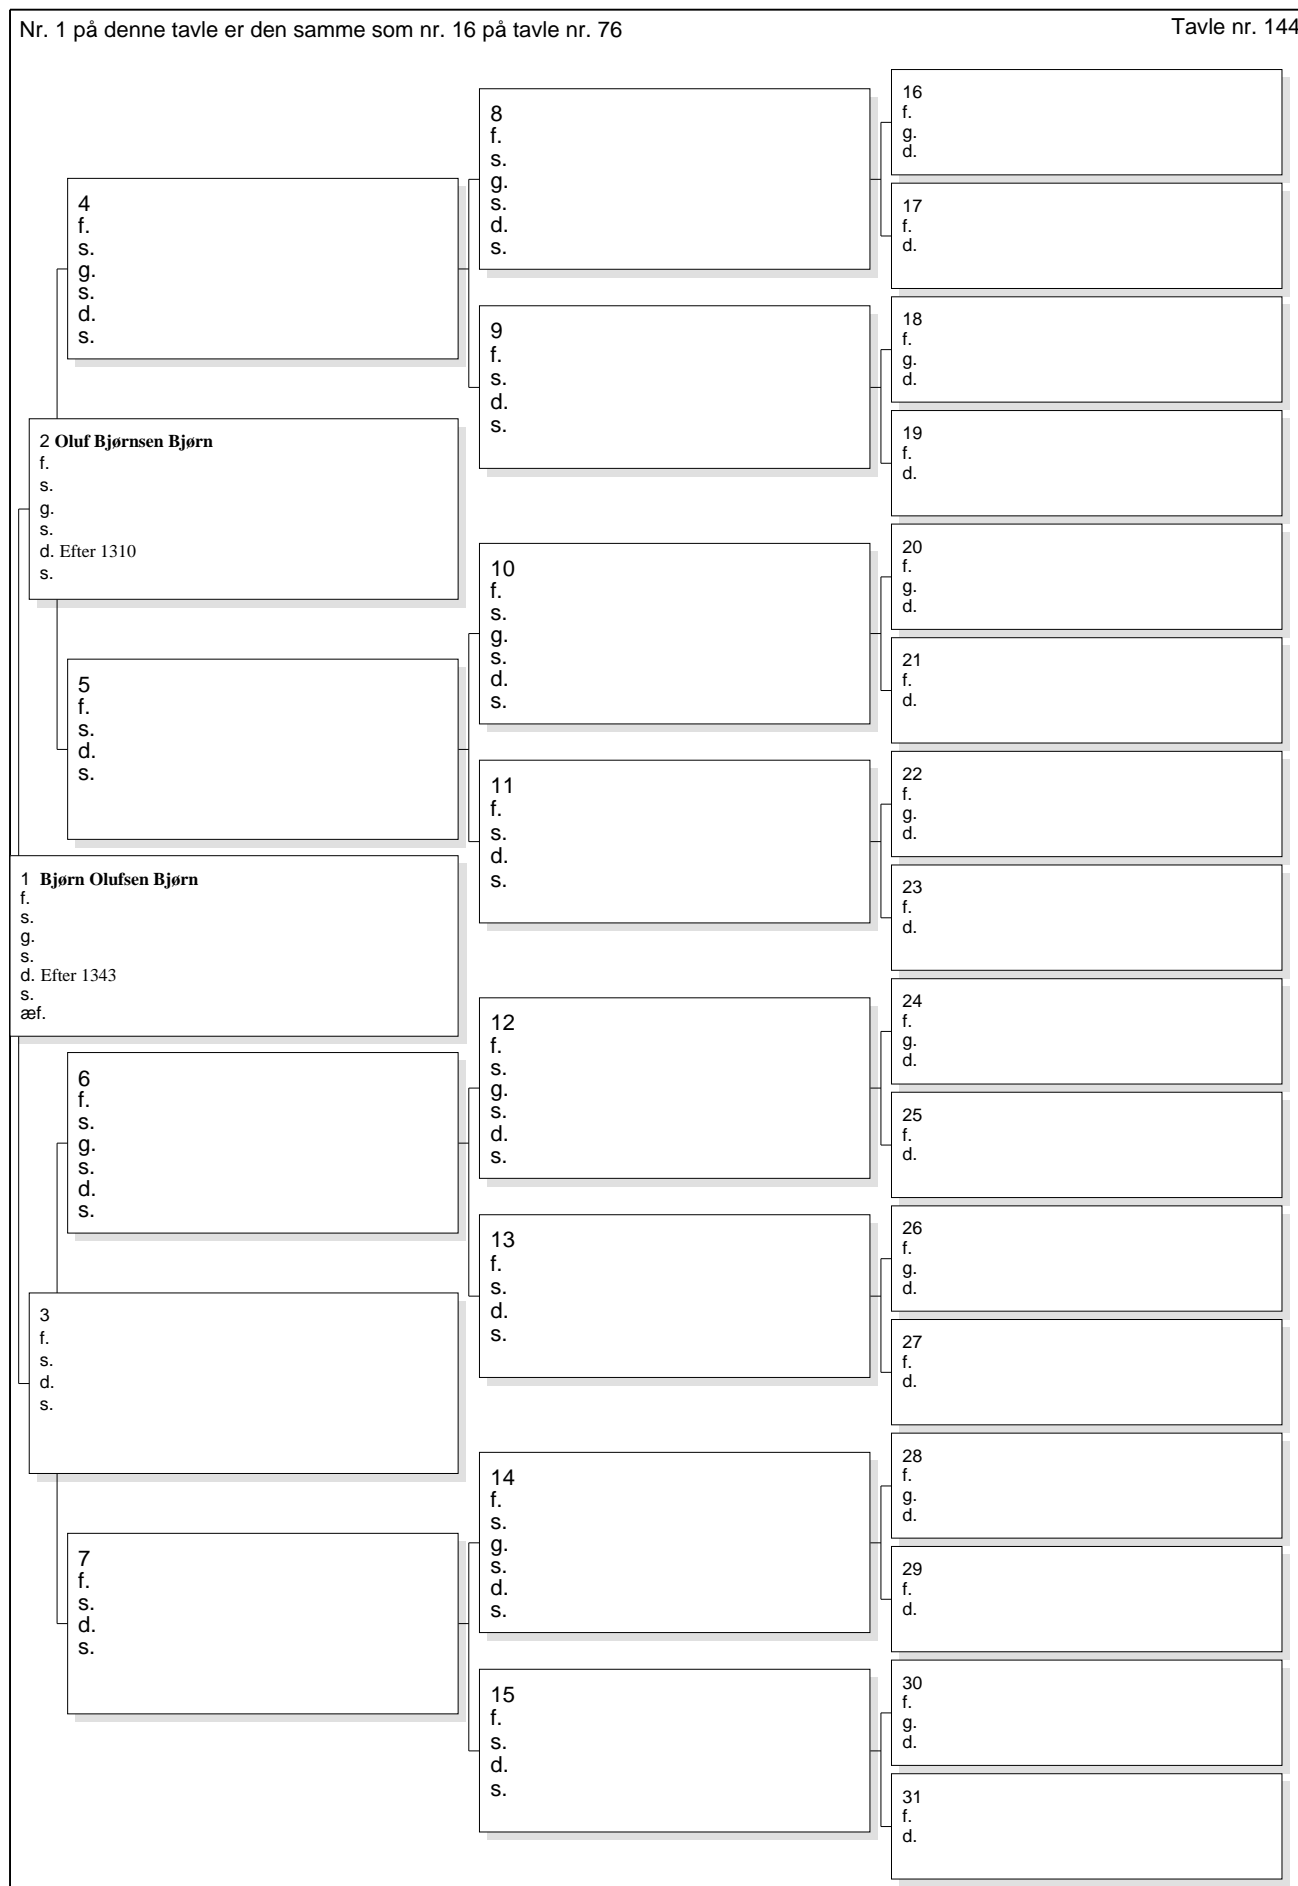 Nr. 1 på denne tavle er den samme som nr. 16 på tavle nr. 76
Tavle nr. 144
4
f.
s.
g.
s.
d.
s.
2 Oluf Bjørnsen Bjørn
f.
s.
g.
s.
d. Efter 1310
s.
5
f.
s.
d.
s.
1 Bjørn Olufsen Bjørn
f.
s.
g.
s.
d. Efter 1343
s.
æf.
6
f.
s.
g.
s.
d.
s.
3
f.
s.
d.
s.
7
f.
s.
d.
s.
8
f.
s.
g.
s.
d.
s.
9
f.
s.
d.
s.
10
f.
s.
g.
s.
d.
s.
11
f.
s.
d.
s.
12
f.
s.
g.
s.
d.
s.
13
f.
s.
d.
s.
14
f.
s.
g.
s.
d.
s.
15
f.
s.
d.
s.
16
f.
g.
d.
17
f.
d.
18
f.
g.
d.
19
f.
d.
20
f.
g.
d.
21
f.
d.
22
f.
g.
d.
23
f.
d.
24
f.
g.
d.
25
f.
d.
26
f.
g.
d.
27
f.
d.
28
f.
g.
d.
29
f.
d.
30
f.
g.
d.
31
f.
d.